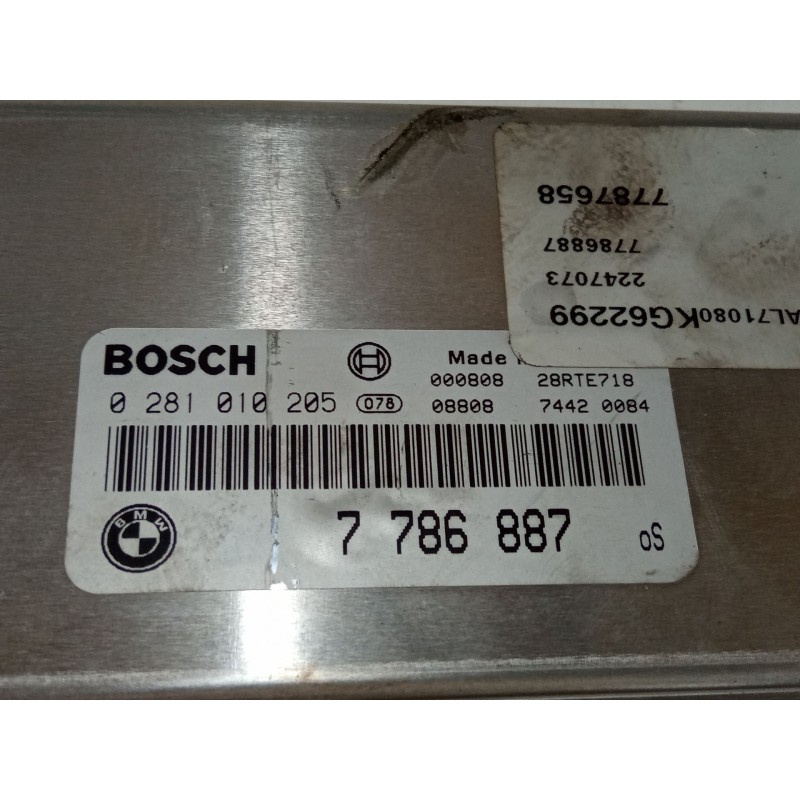 7787658
7786887
2247073
AL71080KG62299
BOSCH
Made
000808 28RTE718
0 281 010 205 078 08808 7442 0084
BMW
7 786 887 oS